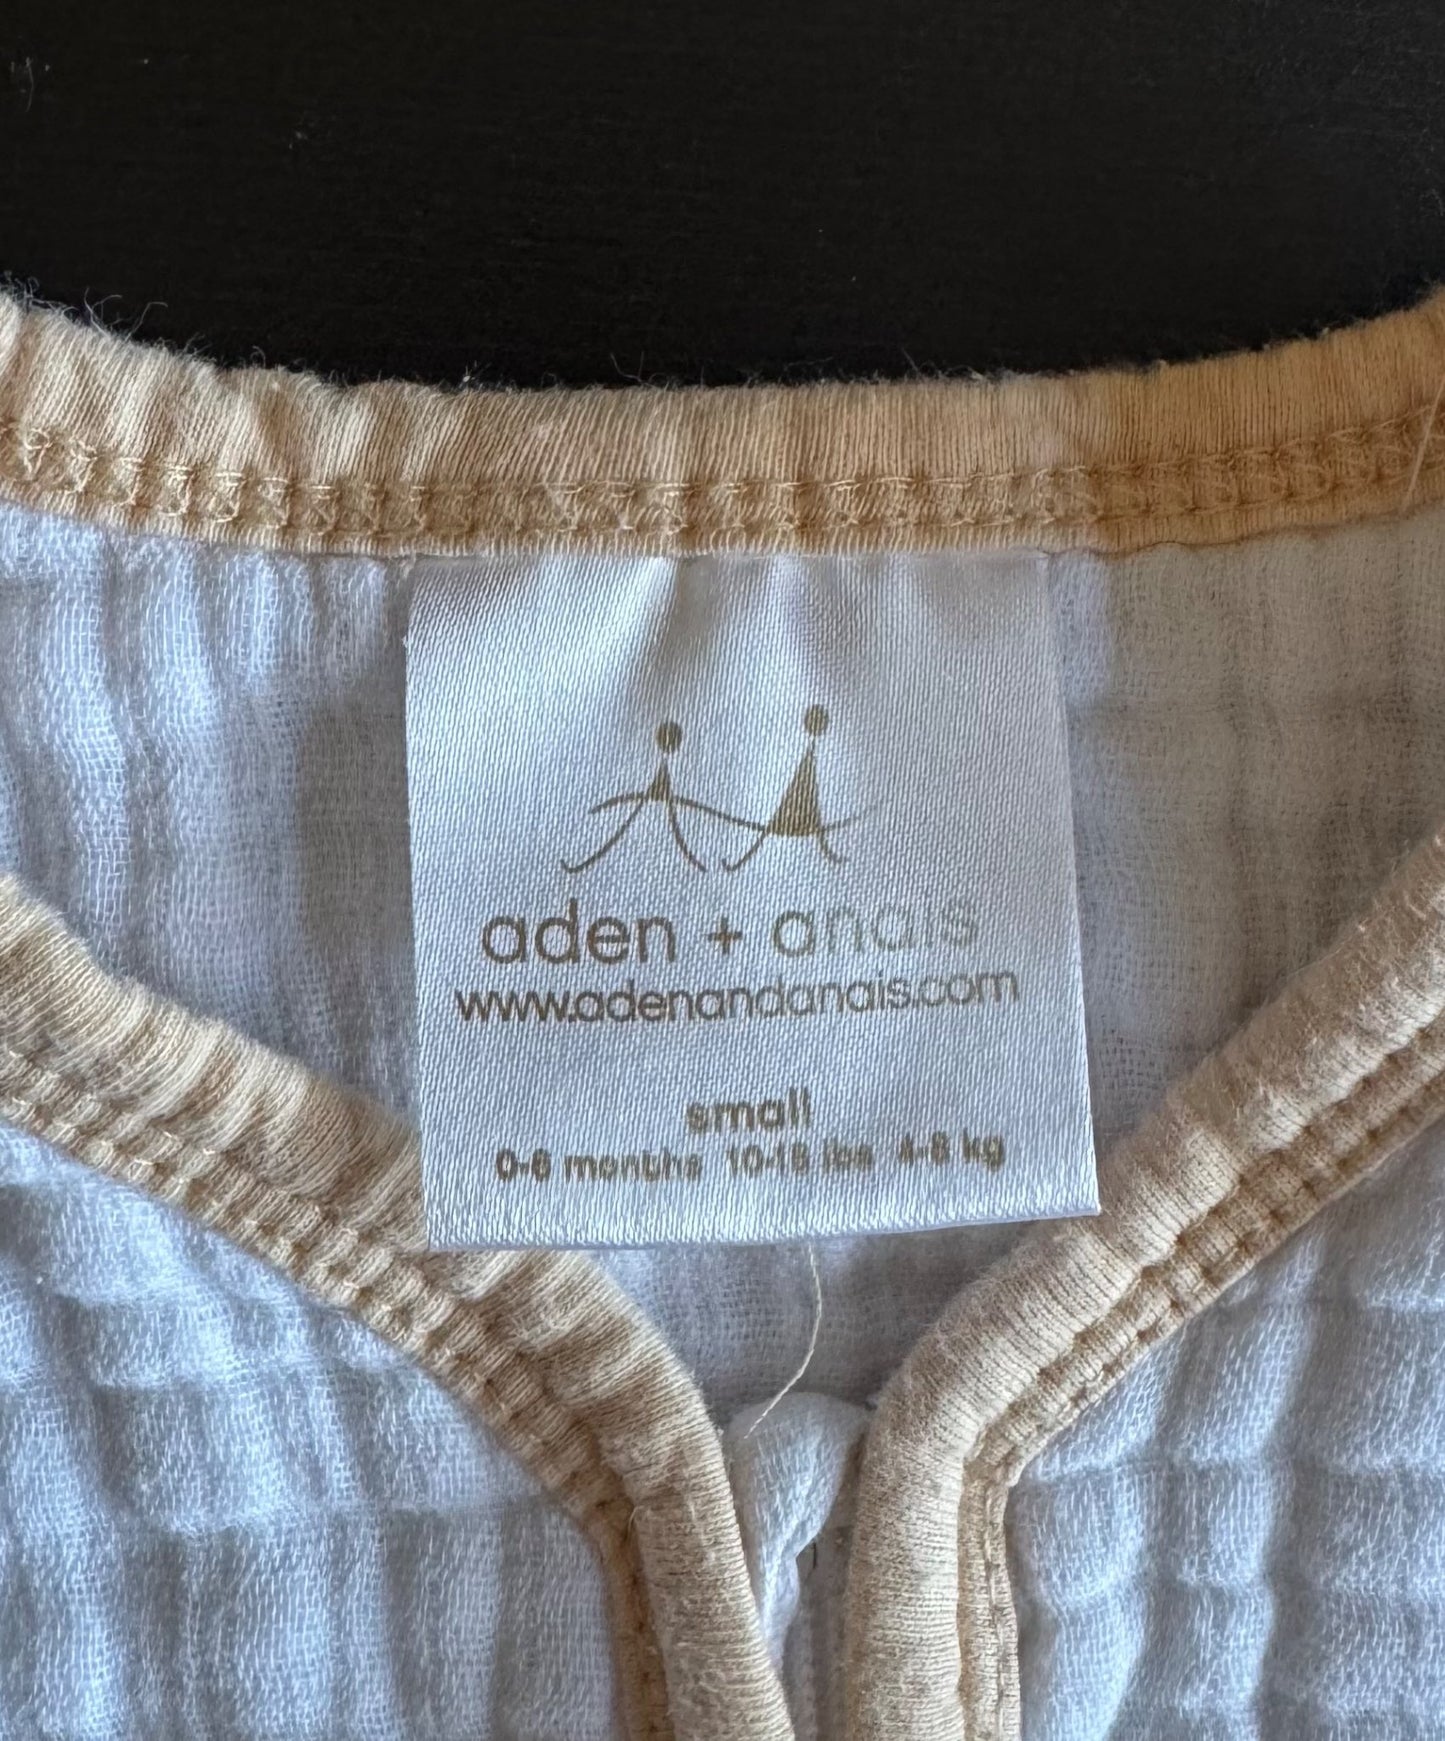 aden + anais
www.adenandanais.com
small
0-6 months 10-18 lbs 4-8 kg